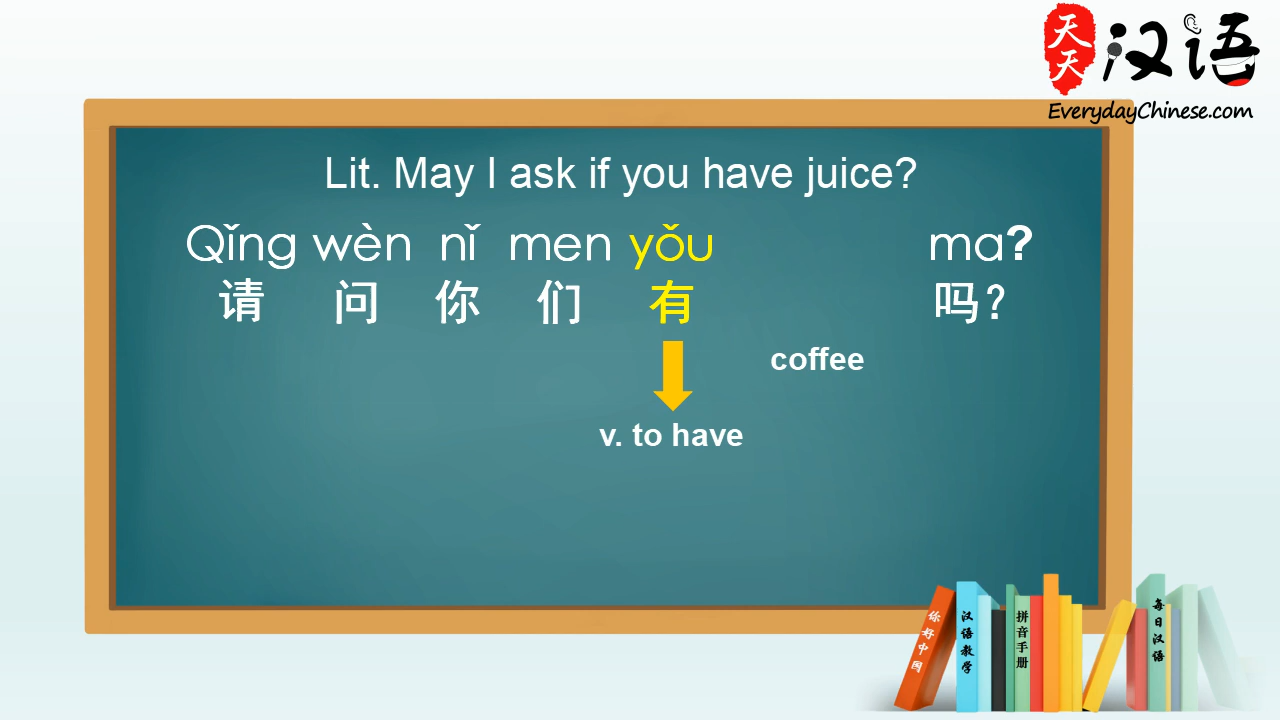 天天汉语
EverydayChinese.com
Lit. May I ask if you have juice?
Qǐng wèn nǐ men yǒu ma?
请 问 你 们 有 吗？
coffee
v. to have
你好中国
汉语教学
拼音手册
每日汉语